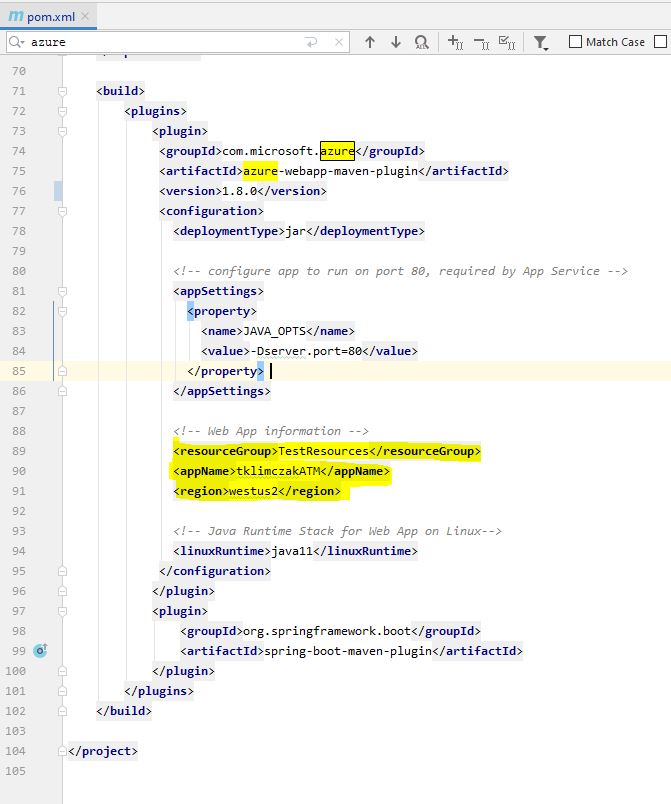 m pom.xml ×
azure Match Case
70
71 <build>
72 <plugins>
73 <plugin>
74 <groupId>com.microsoft.azure</groupId>
75 <artifactId>azure-webapp-maven-plugin</artifactId>
76 <version>1.8.0</version>
77 <configuration>
78 <deploymentType>jar</deploymentType>
79
80 <!-- configure app to run on port 80, required by App Service -->
81 <appSettings>
82 <property>
83 <name>JAVA_OPTS</name>
84 <value>-Dserver.port=80</value>
85 </property>
86 </appSettings>
87
88 <!-- Web App information -->
89 <resourceGroup>TestResources</resourceGroup>
90 <appName>tklimczakATM</appName>
91 <region>westus2</region>
92
93 <!-- Java Runtime Stack for Web App on Linux-->
94 <linuxRuntime>java11</linuxRuntime>
95 </configuration>
96 </plugin>
97 <plugin>
98 <groupId>org.springframework.boot</groupId>
99 <artifactId>spring-boot-maven-plugin</artifactId>
100 </plugin>
101 </plugins>
102 </build>
103
104 </project>
105